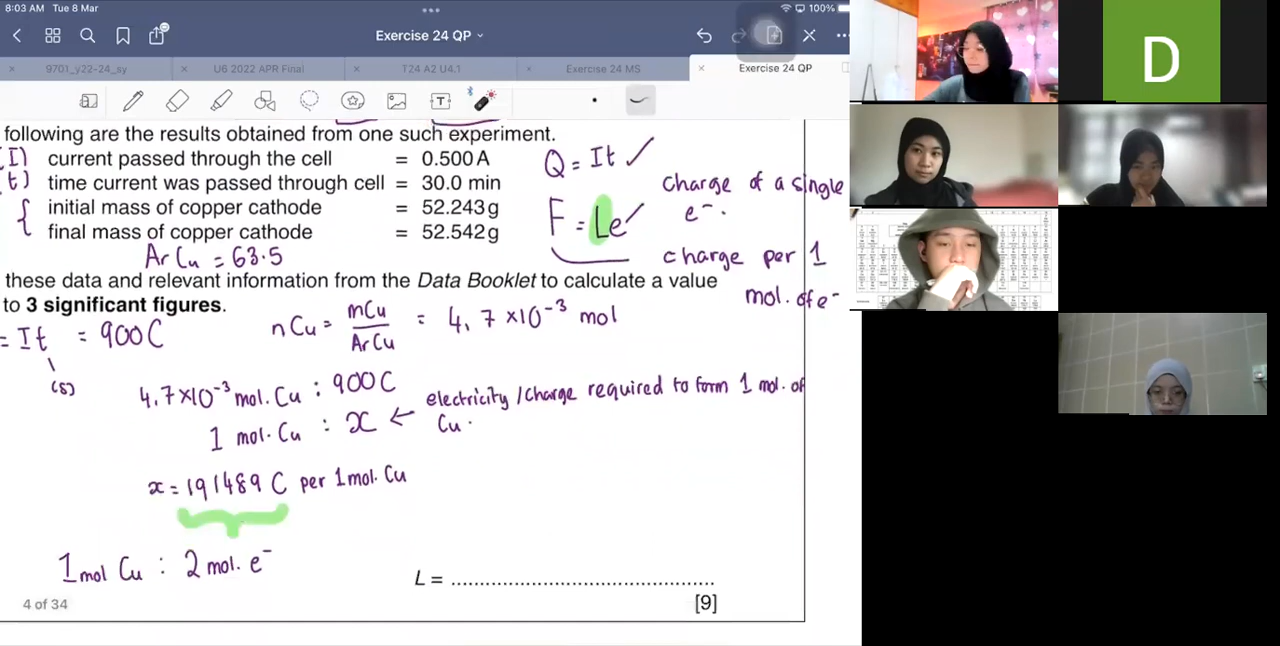 8:03 AM Tue 8 Mar
100%
Exercise 24 QP
9701_y22-24_sy
U6 2022 APR Final
T24 A2 U4.1
Exercise 24 MS
Exercise 24 QP
following are the results obtained from one such experiment.
I) current passed through the cell = 0.500 A
t) time current was passed through cell = 30.0 min
{ initial mass of copper cathode = 52.243 g
final mass of copper cathode = 52.542 g
Ar Cu = 63.5
Q = It ✓
F = Le ✓
charge of a single
e⁻.
charge per 1
mol. of e⁻
these data and relevant information from the Data Booklet to calculate a value
to 3 significant figures.
= It = 900 C
(s)
nCu = mCu / Ar Cu = 4.7 × 10⁻³ mol
4.7 × 10⁻³ mol. Cu : 900 C
1 mol. Cu : x ← electricity / charge required to form 1 mol. of
Cu.
x = 191489 C per 1 mol. Cu
1 mol Cu : 2 mol. e⁻
L = ..........................................
[9]
4 of 34
D